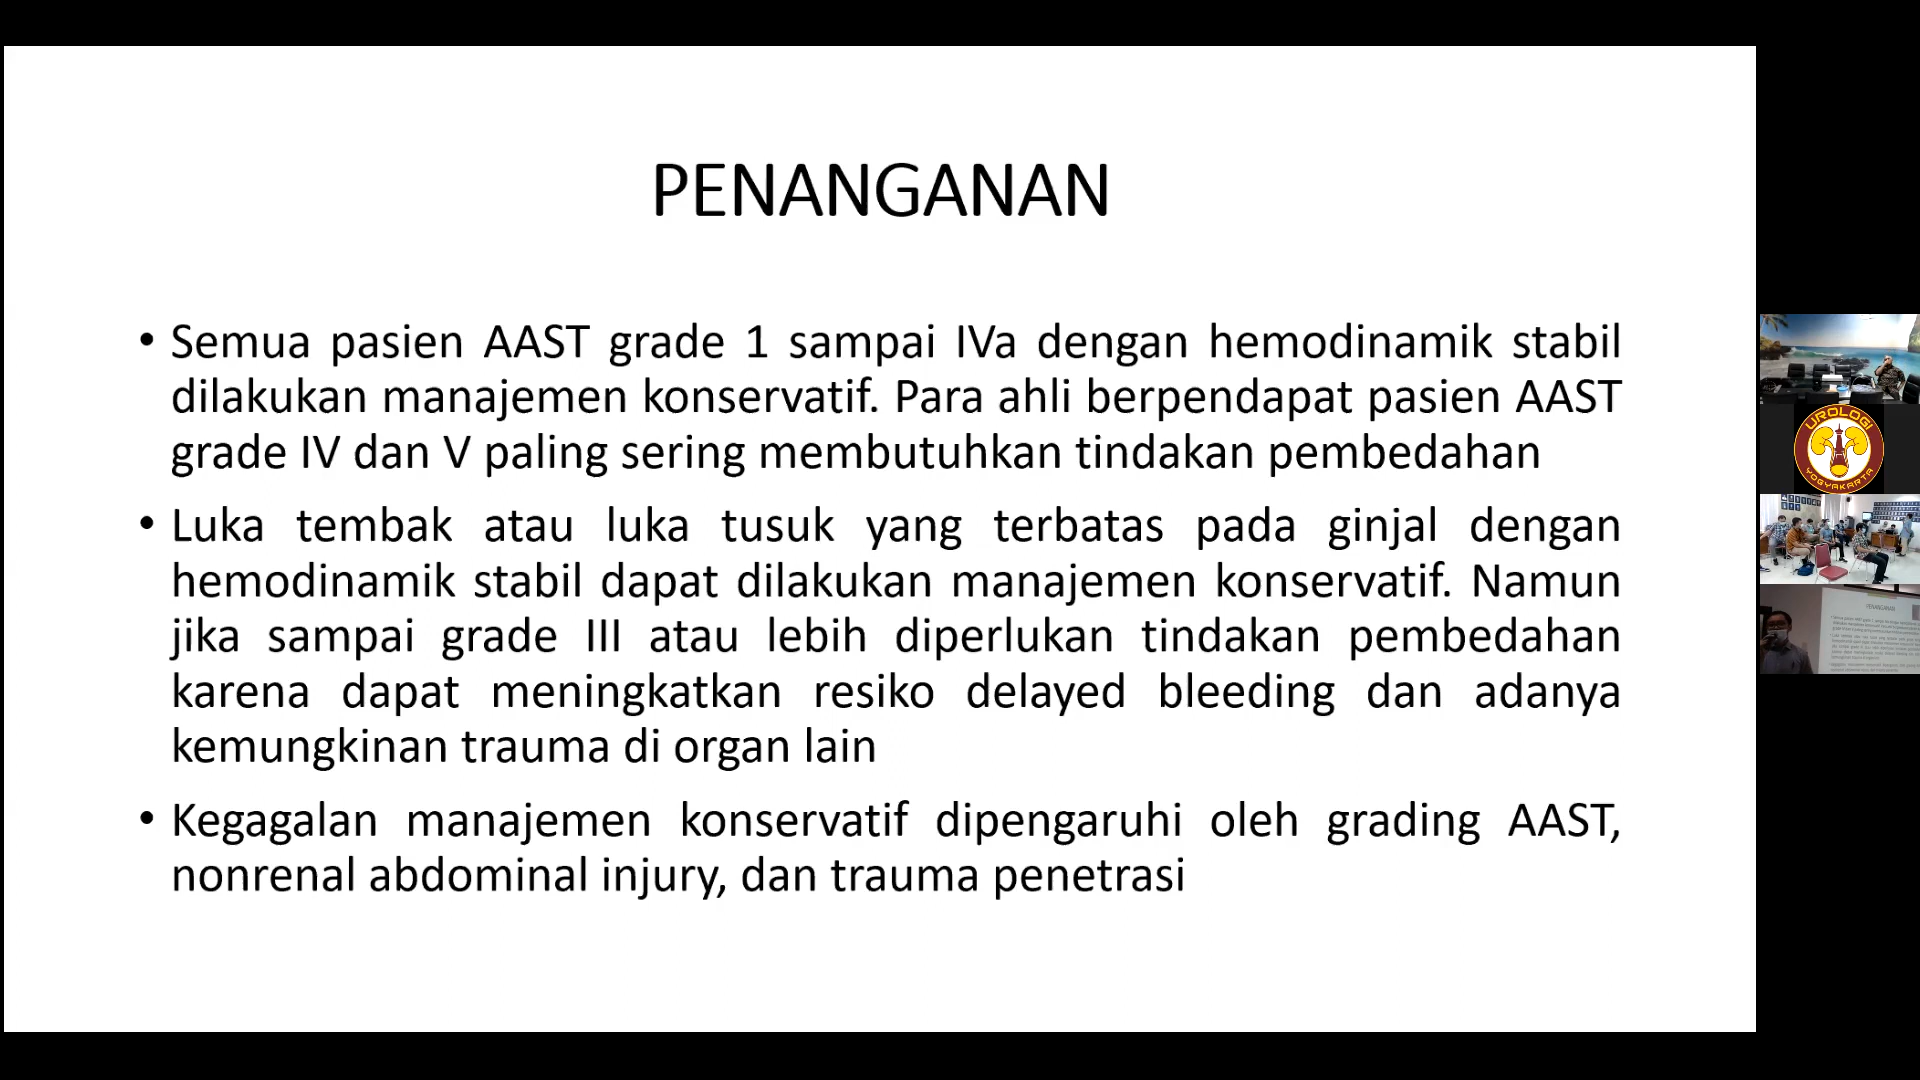 PENANGANAN
• Semua pasien AAST grade 1 sampai IVa dengan hemodinamik stabil
dilakukan manajemen konservatif. Para ahli berpendapat pasien AAST
grade IV dan V paling sering membutuhkan tindakan pembedahan
• Luka tembak atau luka tusuk yang terbatas pada ginjal dengan
hemodinamik stabil dapat dilakukan manajemen konservatif. Namun
jika sampai grade III atau lebih diperlukan tindakan pembedahan
karena dapat meningkatkan resiko delayed bleeding dan adanya
kemungkinan trauma di organ lain
• Kegagalan manajemen konservatif dipengaruhi oleh grading AAST,
nonrenal abdominal injury, dan trauma penetrasi
UROLOGI
YOGYAKARTA
PENANGANAN